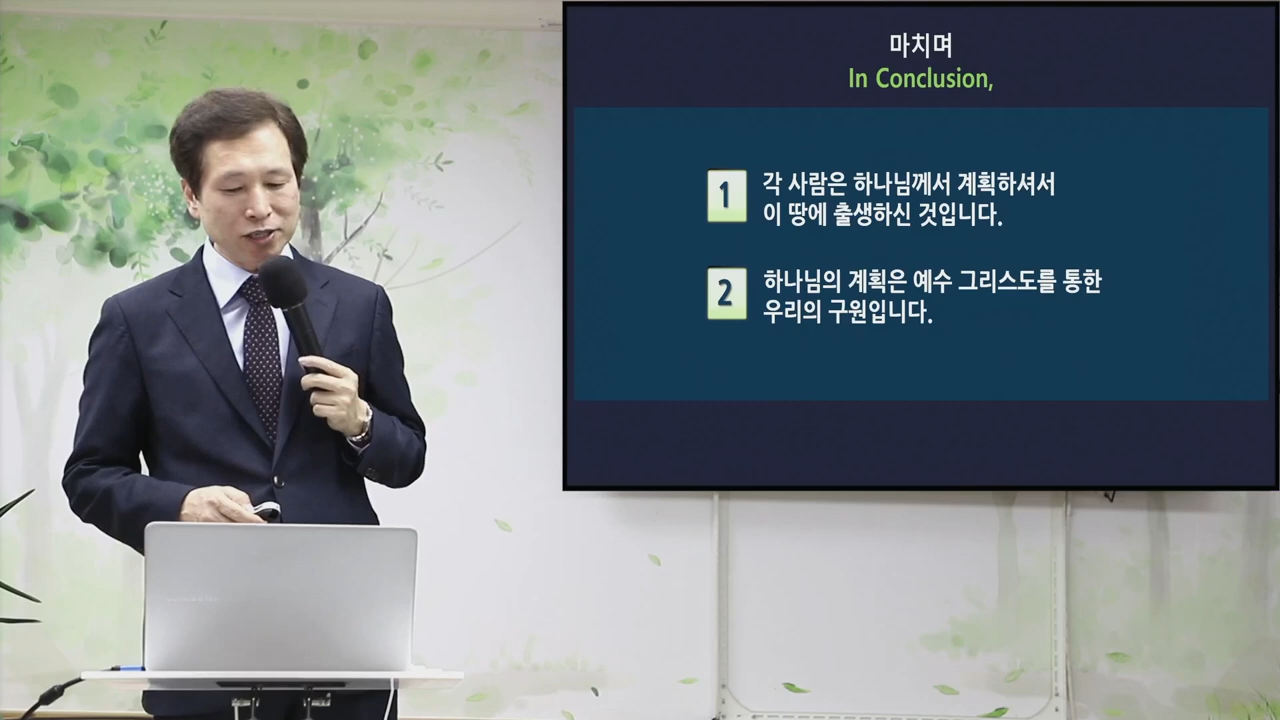 마치며
In Conclusion,
1
각 사람은 하나님께서 계획하셔서
이 땅에 출생하신 것입니다.
2
하나님의 계획은 예수 그리스도를 통한
우리의 구원입니다.